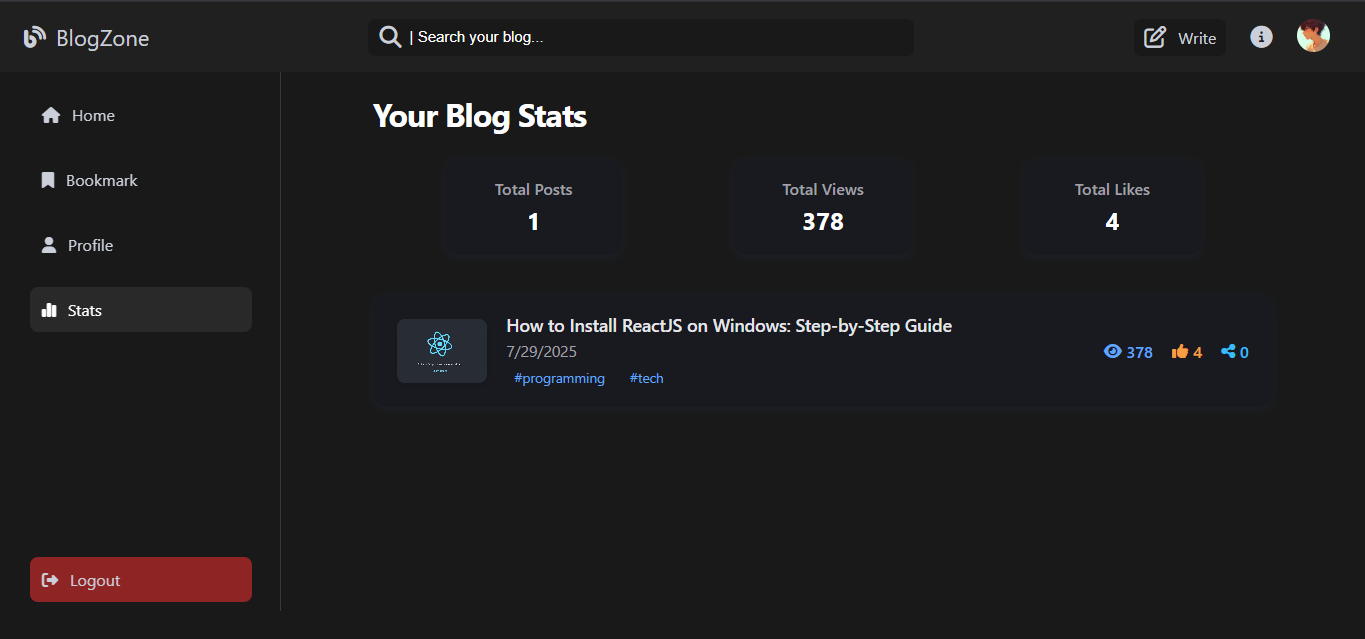 BlogZone
| Search your blog...
Write
Home
Bookmark
Profile
Stats
Logout
Your Blog Stats
Total Posts
1
Total Views
378
Total Likes
4
How to Install ReactJS on Windows: Step-by-Step Guide
7/29/2025
#programming #tech
378 4 0